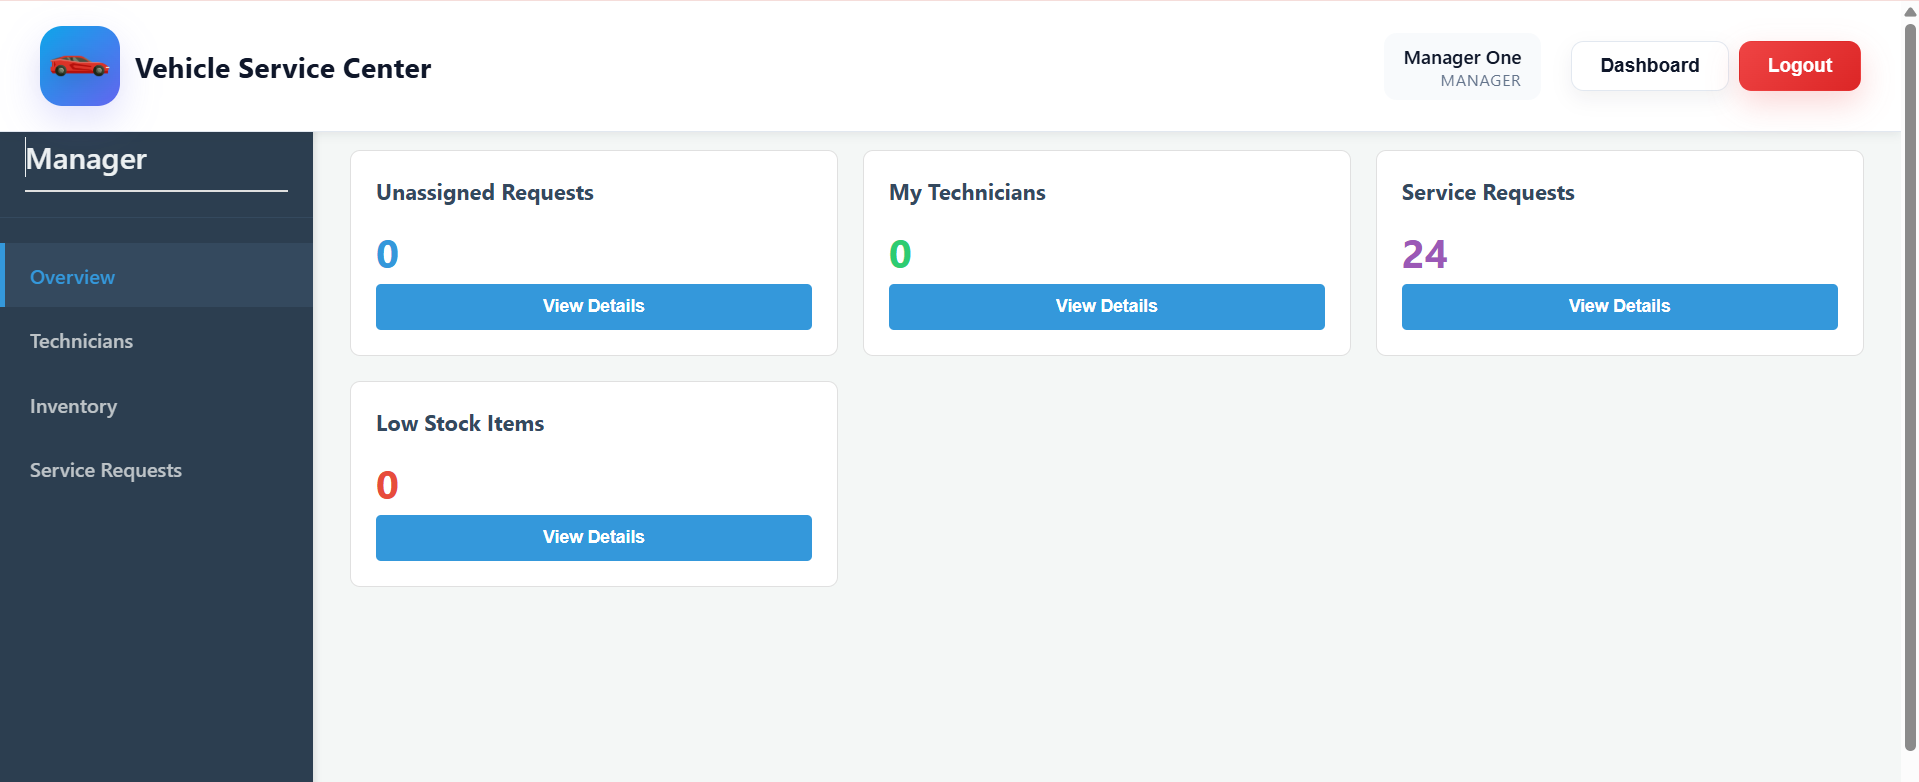 Vehicle Service Center
Manager One
MANAGER
Dashboard
Logout
Manager
Overview
Technicians
Inventory
Service Requests
Unassigned Requests
0
View Details
My Technicians
0
View Details
Service Requests
24
View Details
Low Stock Items
0
View Details